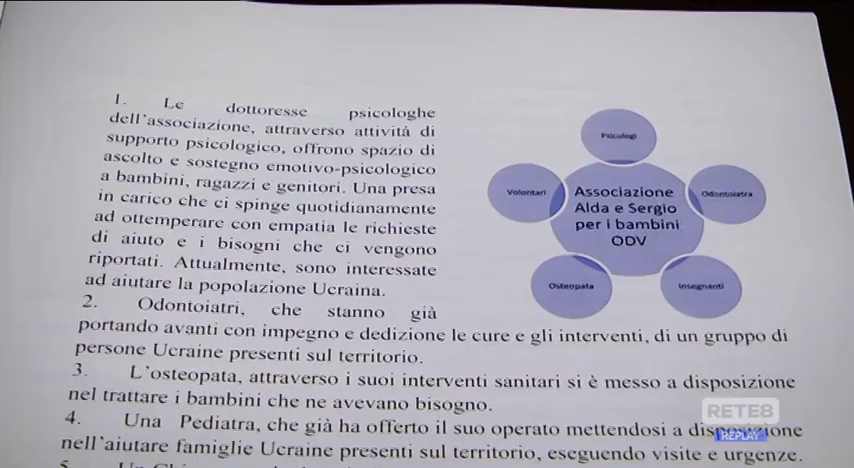 1. Le dottoresse psicologhe
dell'associazione, attraverso attività di
supporto psicologico, offrono spazio di
ascolto e sostegno emotivo-psicologico
a bambini, ragazzi e genitori. Una presa
in carico che ci spinge quotidianamente
ad ottemperare con empatia le richieste
di aiuto e i bisogni che ci vengono
riportati. Attualmente, sono interessate
ad aiutare la popolazione Ucraina.
2. Odontoiatri, che stanno già
portando avanti con impegno e dedizione le cure e gli interventi, di un gruppo di
persone Ucraine presenti sul territorio.
3. L'osteopata, attraverso i suoi interventi sanitari si è messo a disposizione
nel trattare i bambini che ne avevano bisogno.
4. Una Pediatra, che già ha offerto il suo operato mettendosi a disposizione
nell'aiutare famiglie Ucraine presenti sul territorio, eseguendo visite e urgenze.
Psicologi
Volontari
Associazione
Alda e Sergio
per i bambini
ODV
Odontoiatra
Osteopata
Insegnanti
RETE8
REPLAY